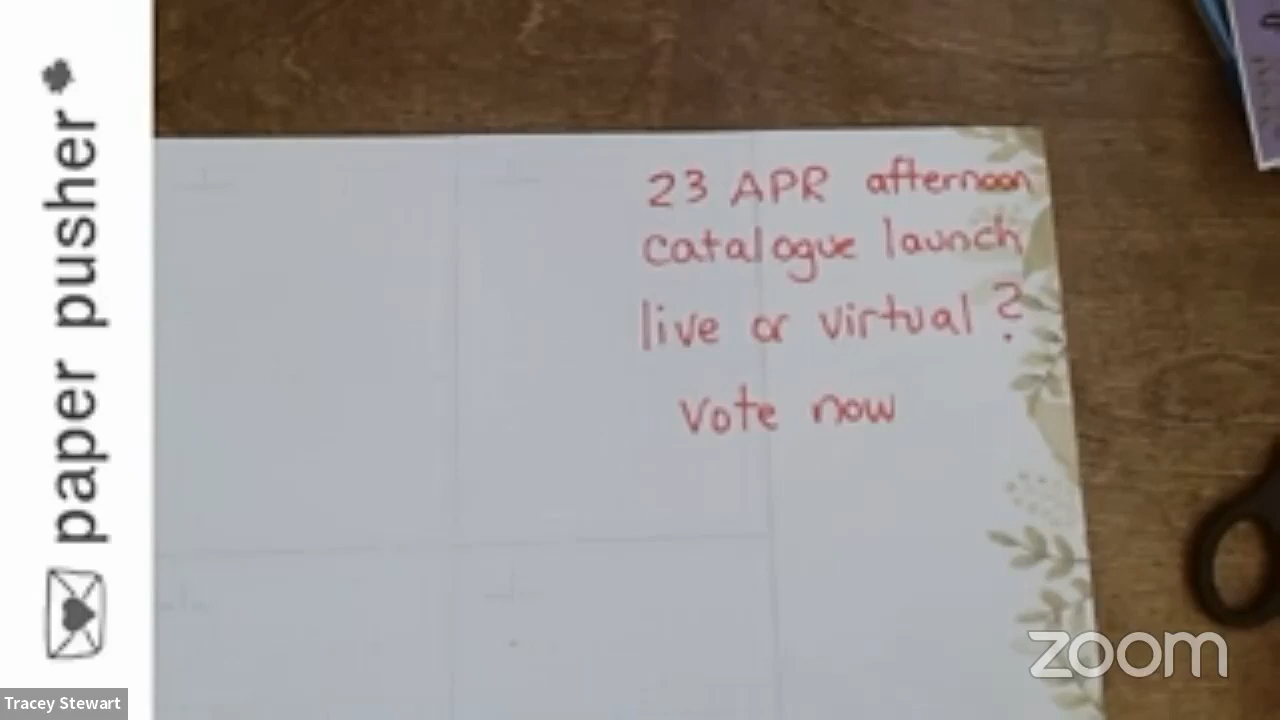 paper pusher
23 APR afternoon
catalogue launch
live or virtual ?
vote now
zoom
Tracey Stewart